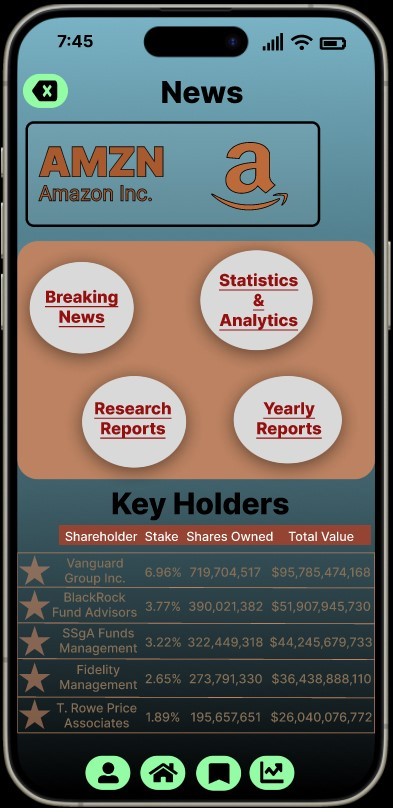 7:45
News
AMZN
Amazon Inc.
a
Breaking
News
Statistics
&
Analytics
Research
Reports
Yearly
Reports
Key Holders
Shareholder Stake Shares Owned Total Value
Vanguard
Group Inc. 6.96% 719,704,517 $95,785,474,168
BlackRock
Fund Advisors 3.77% 390,021,382 $51,907,945,730
SSgA Funds
Management 3.22% 322,449,318 $44,245,679,733
Fidelity
Management 2.65% 273,791,330 $36,438,888,110
T. Rowe Price
Associates 1.89% 195,657,651 $26,040,076,772